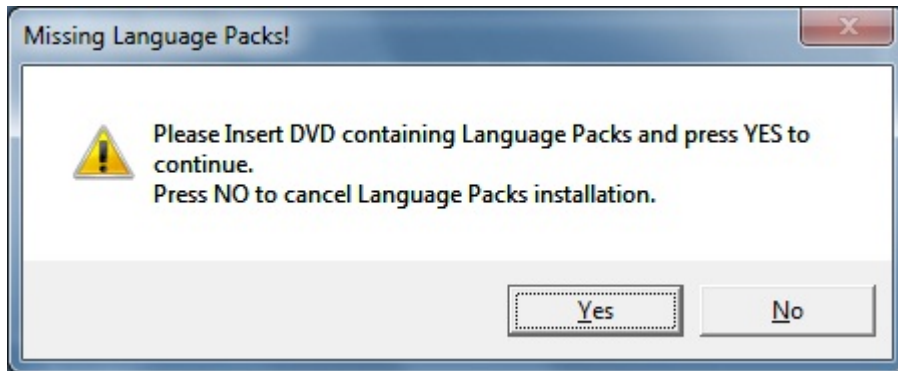 Missing Language Packs!
Please Insert DVD containing Language Packs and press YES to
continue.
Press NO to cancel Language Packs installation.
Yes
No